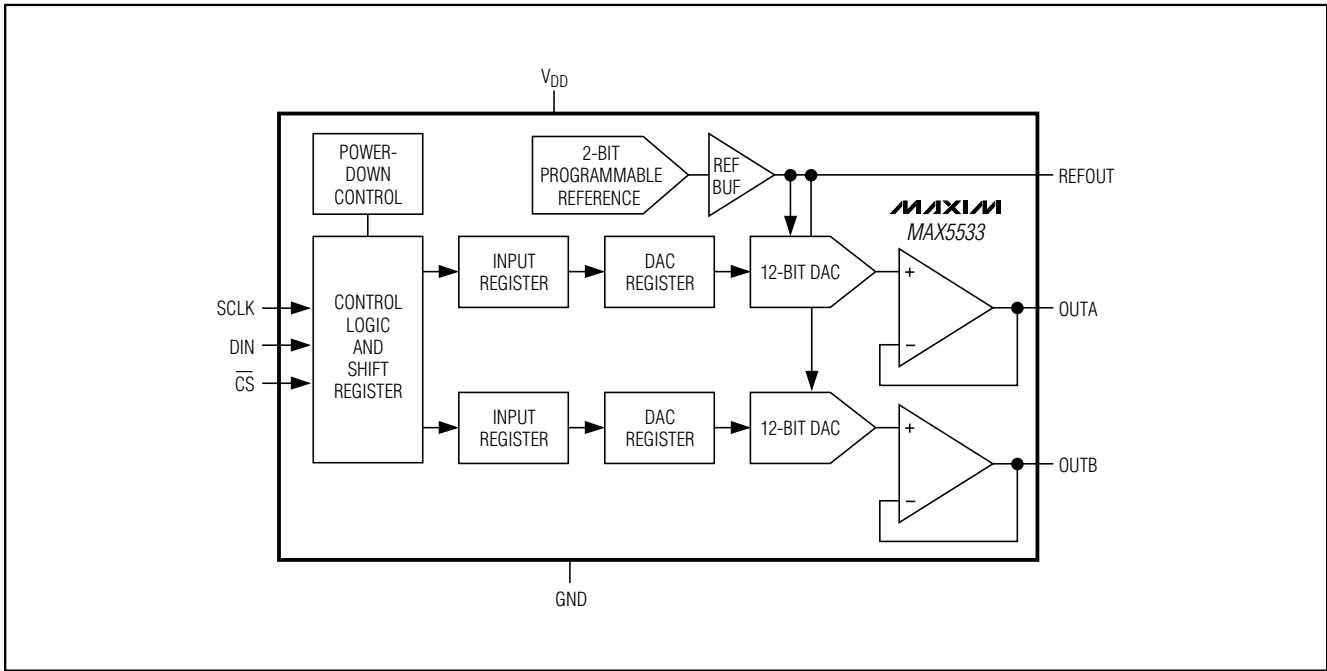 V_DD
POWER-
DOWN
CONTROL
2-BIT
PROGRAMMABLE
REFERENCE
REF
BUF
REFOUT
MAXIM
MAX5533
SCLK
DIN
C̅S̅
CONTROL
LOGIC
AND
SHIFT
REGISTER
INPUT
REGISTER
DAC
REGISTER
12-BIT DAC
+
−
OUTA
INPUT
REGISTER
DAC
REGISTER
12-BIT DAC
+
−
OUTB
GND